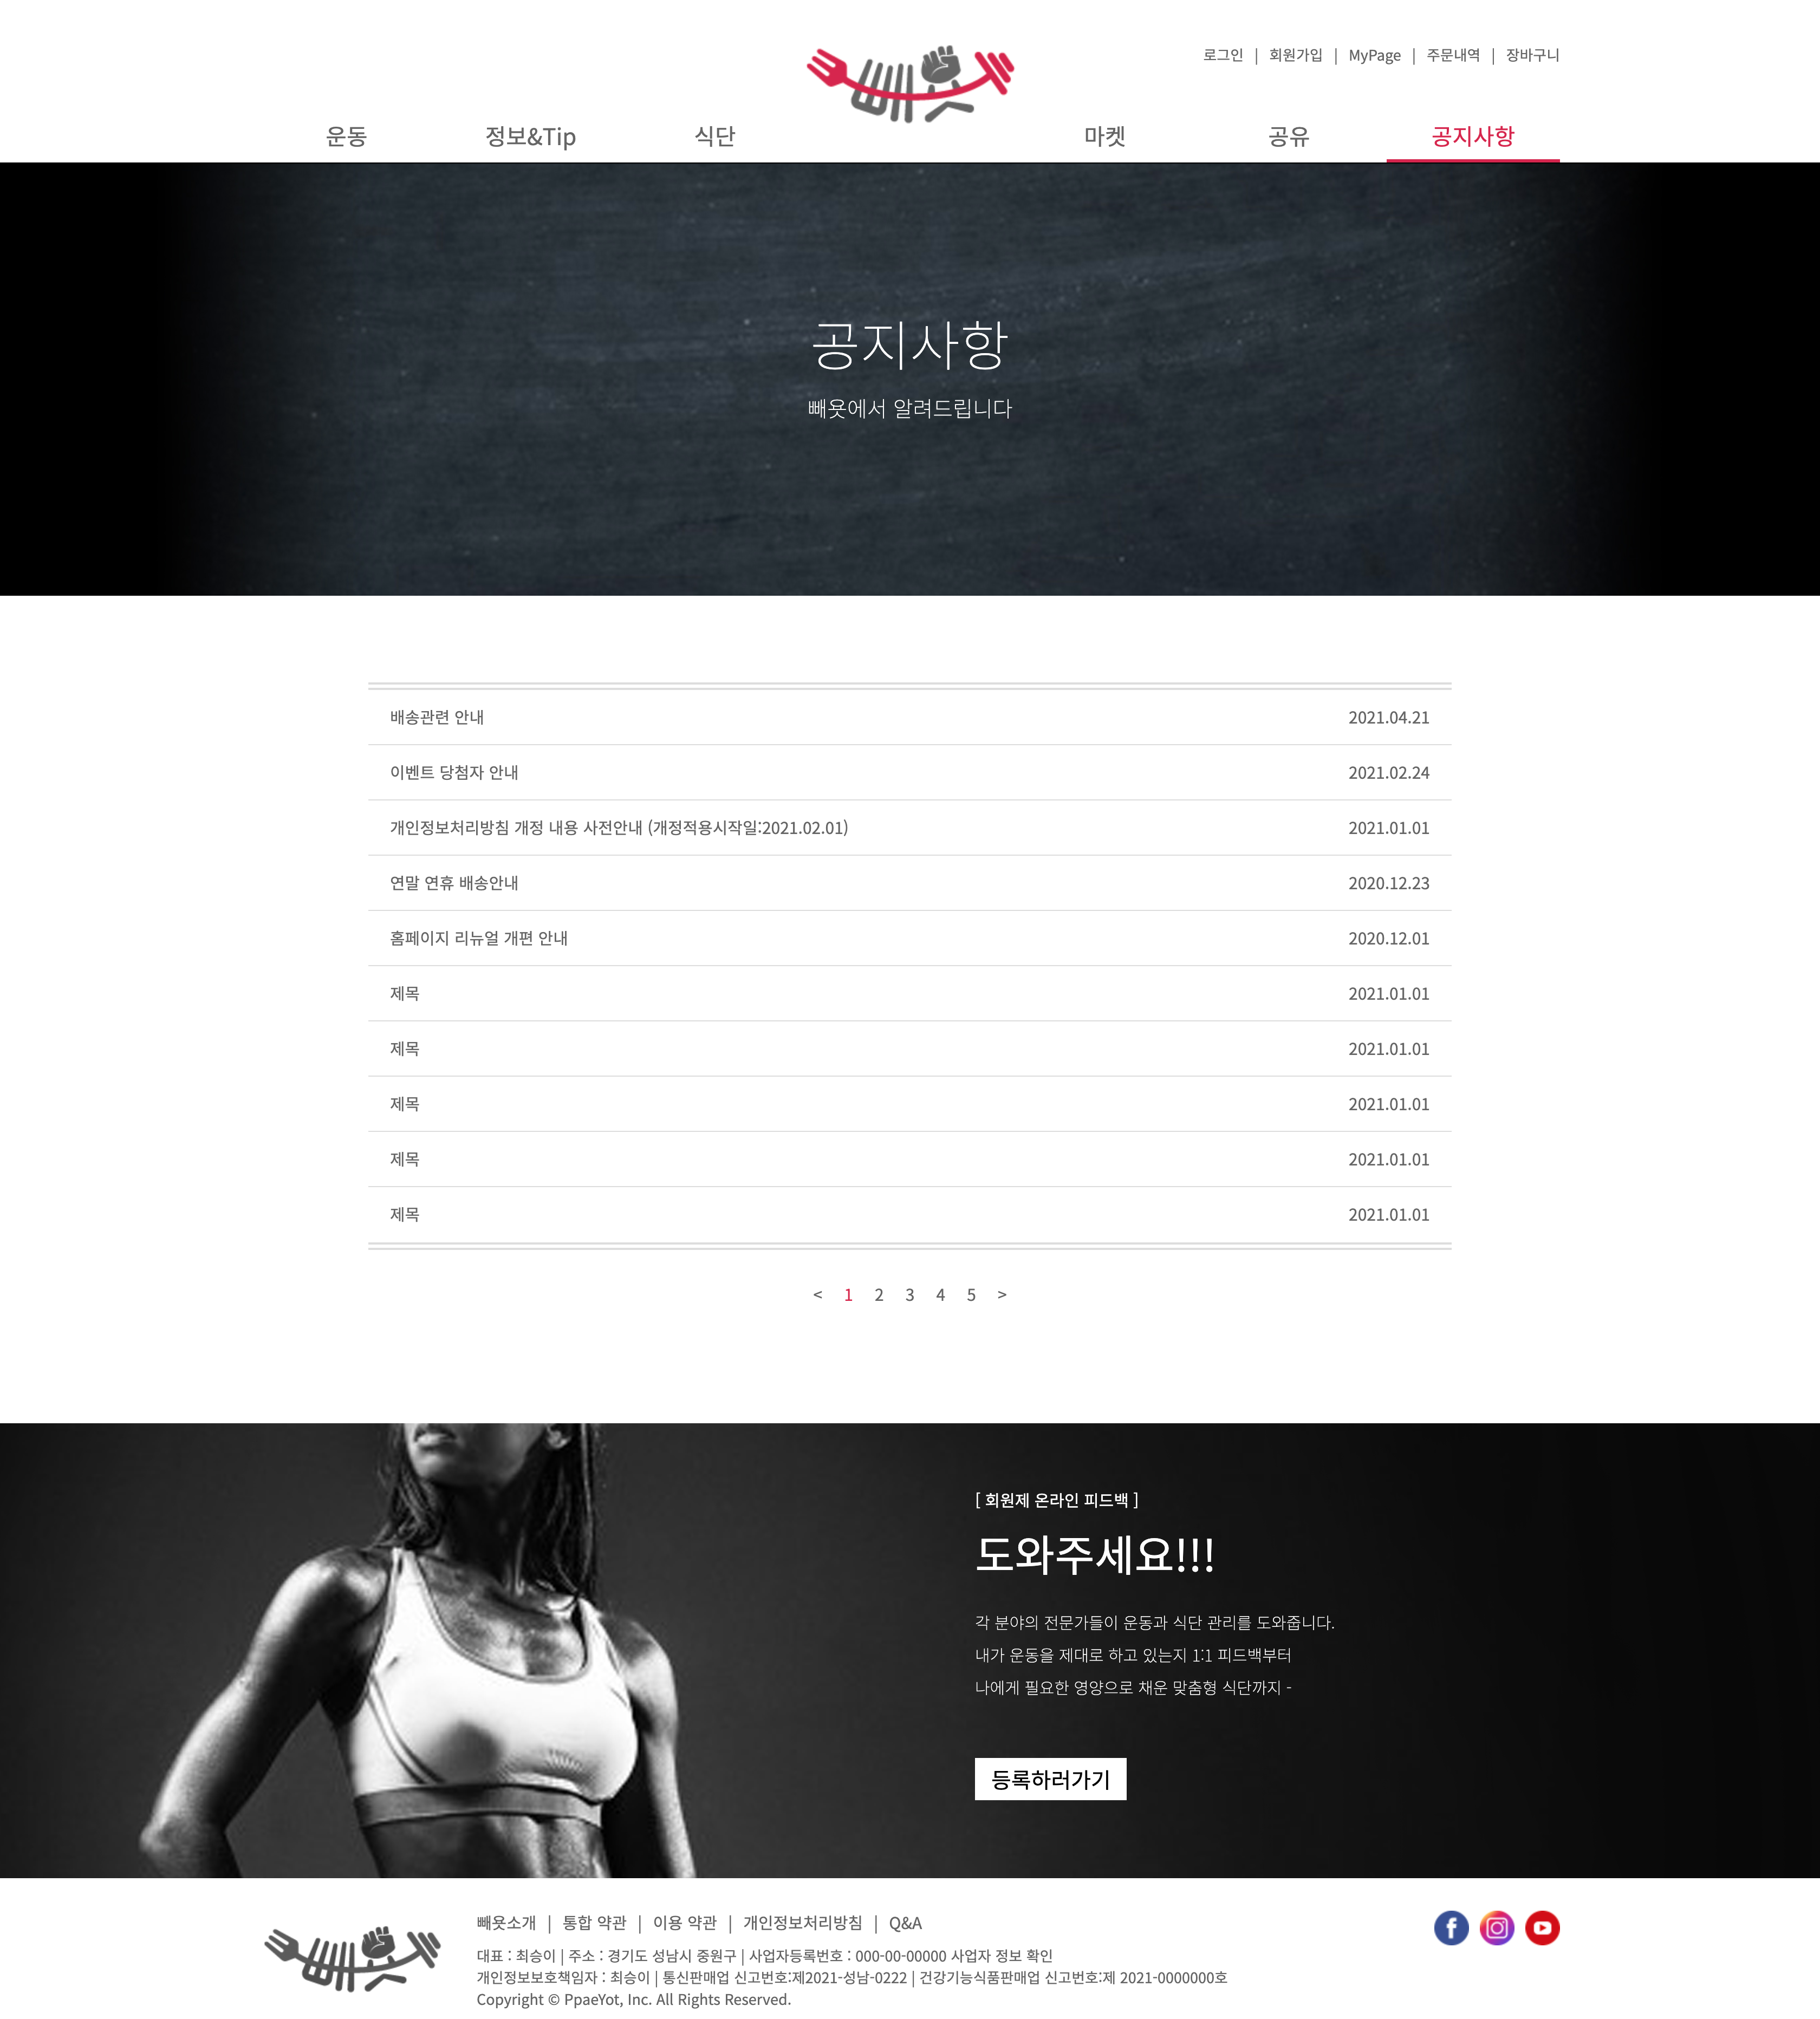 로그인 | 회원가입 | MyPage | 주문내역 | 장바구니
빼욧
운동 정보&Tip 식단 마켓 공유 공지사항
공지사항
빼욧에서 알려드립니다
배송관련 안내 2021.04.21
이벤트 당첨자 안내 2021.02.24
개인정보처리방침 개정 내용 사전안내 (개정적용시작일:2021.02.01) 2021.01.01
연말 연휴 배송안내 2020.12.23
홈페이지 리뉴얼 개편 안내 2020.12.01
제목 2021.01.01
제목 2021.01.01
제목 2021.01.01
제목 2021.01.01
제목 2021.01.01
< 1 2 3 4 5 >
[ 회원제 온라인 피드백 ]
도와주세요!!!
각 분야의 전문가들이 운동과 식단 관리를 도와줍니다.
내가 운동을 제대로 하고 있는지 1:1 피드백부터
나에게 필요한 영양으로 채운 맞춤형 식단까지 -
등록하러가기
빼욧
빼욧소개 | 통합 약관 | 이용 약관 | 개인정보처리방침 | Q&A
대표 : 최승이 | 주소 : 경기도 성남시 중원구 | 사업자등록번호 : 000-00-00000 사업자 정보 확인
개인정보보호책임자 : 최승이 | 통신판매업 신고번호:제2021-성남-0222 | 건강기능식품판매업 신고번호:제 2021-0000000호
Copyright © PpaeYot, Inc. All Rights Reserved.